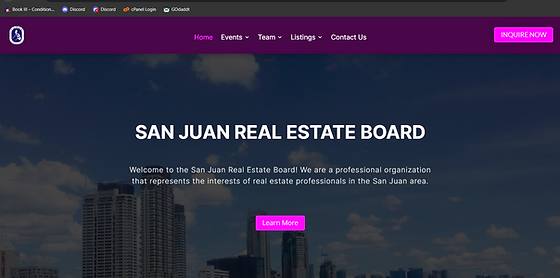 Book III – Condition... Discord Discord cPanel Login GOdaddt
Home Events Team Listings Contact Us INQUIRE NOW
SAN JUAN REAL ESTATE BOARD
Welcome to the San Juan Real Estate Board! We are a professional organization
that represents the interests of real estate professionals in the San Juan area.
Learn More